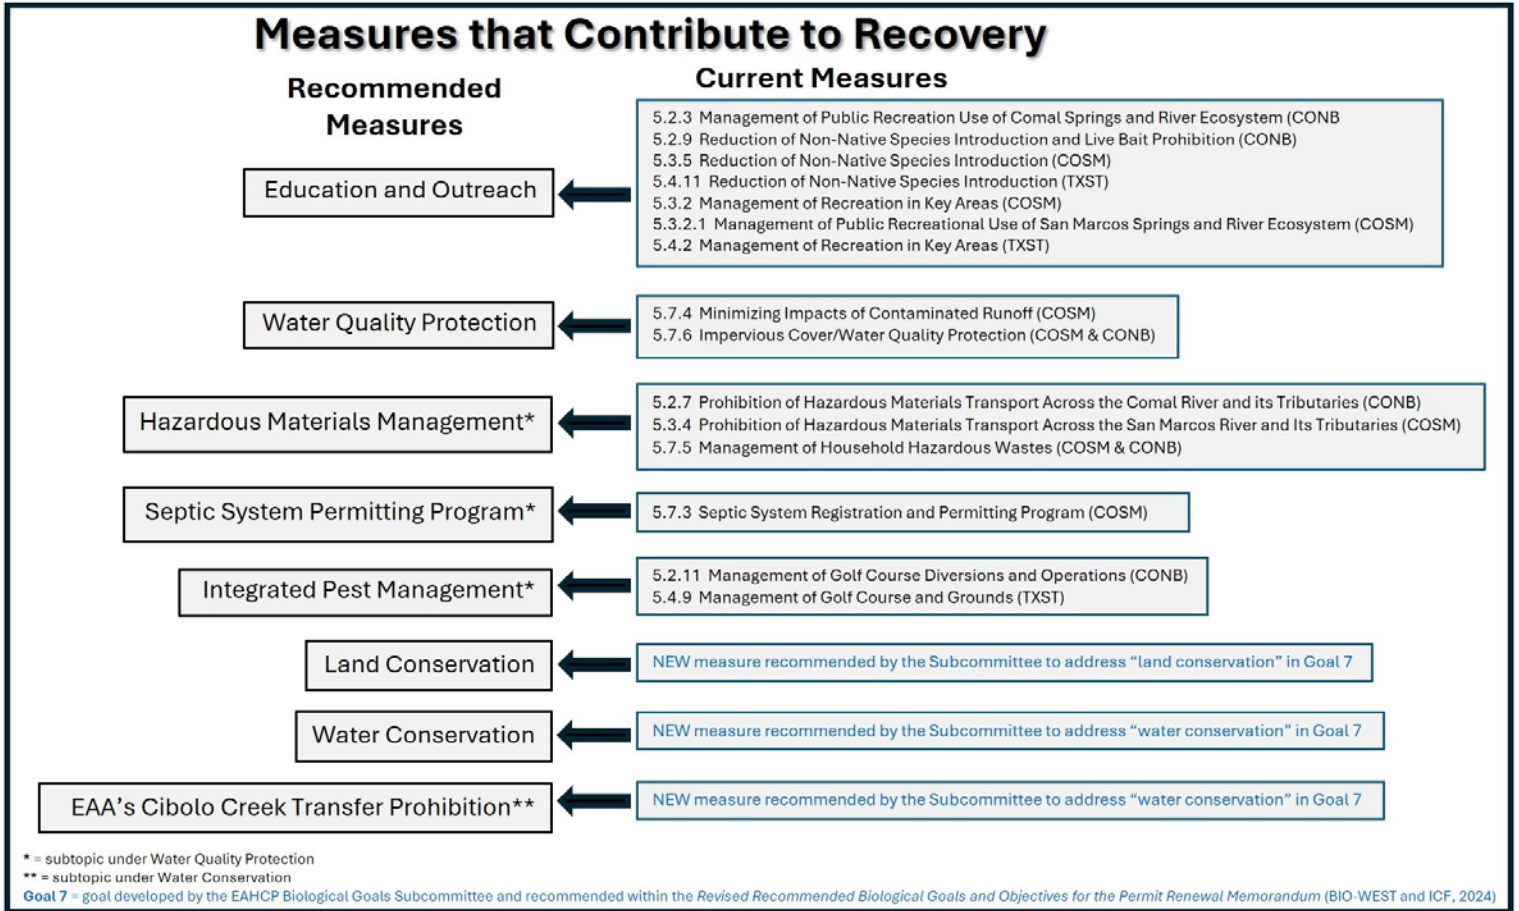 Measures that Contribute to Recovery
Recommended
Measures
Current Measures
Education and Outreach
5.2.3 Management of Public Recreation Use of Comal Springs and River Ecosystem (CONB
5.2.9 Reduction of Non-Native Species Introduction and Live Bait Prohibition (CONB)
5.3.5 Reduction of Non-Native Species Introduction (COSM)
5.4.11 Reduction of Non-Native Species Introduction (TXST)
5.3.2 Management of Recreation in Key Areas (COSM)
5.3.2.1 Management of Public Recreational Use of San Marcos Springs and River Ecosystem (COSM)
5.4.2 Management of Recreation in Key Areas (TXST)
Water Quality Protection
5.7.4 Minimizing Impacts of Contaminated Runoff (COSM)
5.7.6 Impervious Cover/Water Quality Protection (COSM & CONB)
Hazardous Materials Management*
5.2.7 Prohibition of Hazardous Materials Transport Across the Comal River and its Tributaries (CONB)
5.3.4 Prohibition of Hazardous Materials Transport Across the San Marcos River and Its Tributaries (COSM)
5.7.5 Management of Household Hazardous Wastes (COSM & CONB)
Septic System Permitting Program*
5.7.3 Septic System Registration and Permitting Program (COSM)
Integrated Pest Management*
5.2.11 Management of Golf Course Diversions and Operations (CONB)
5.4.9 Management of Golf Course and Grounds (TXST)
Land Conservation
NEW measure recommended by the Subcommittee to address “land conservation” in Goal 7
Water Conservation
NEW measure recommended by the Subcommittee to address “water conservation” in Goal 7
EAA’s Cibolo Creek Transfer Prohibition**
NEW measure recommended by the Subcommittee to address “water conservation” in Goal 7
* = subtopic under Water Quality Protection
** = subtopic under Water Conservation
Goal 7 = goal developed by the EAHCP Biological Goals Subcommittee and recommended within the Revised Recommended Biological Goals and Objectives for the Permit Renewal Memorandum (BIO-WEST and ICF, 2024)